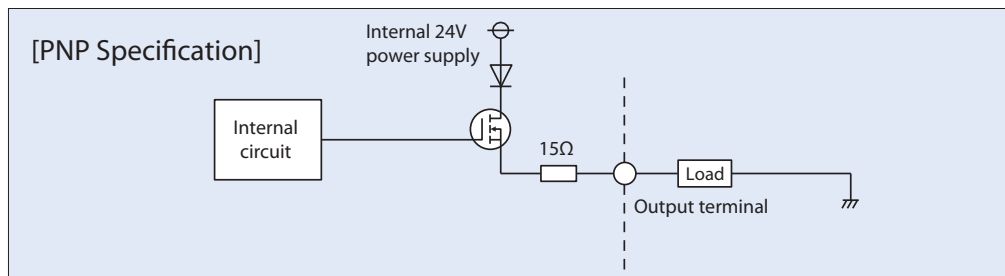 [PNP Specification]
Internal 24V
power supply
Internal
circuit
15Ω
Load
Output terminal